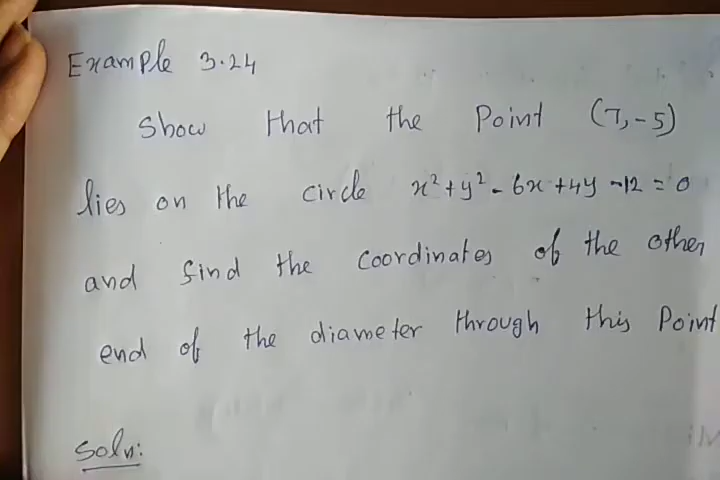 Example 3.24
Show that the Point (7,-5)
lies on the circle x²+y²-6x+4y-12=0
and find the coordinates of the other
end of the diameter through this Point
Soln: